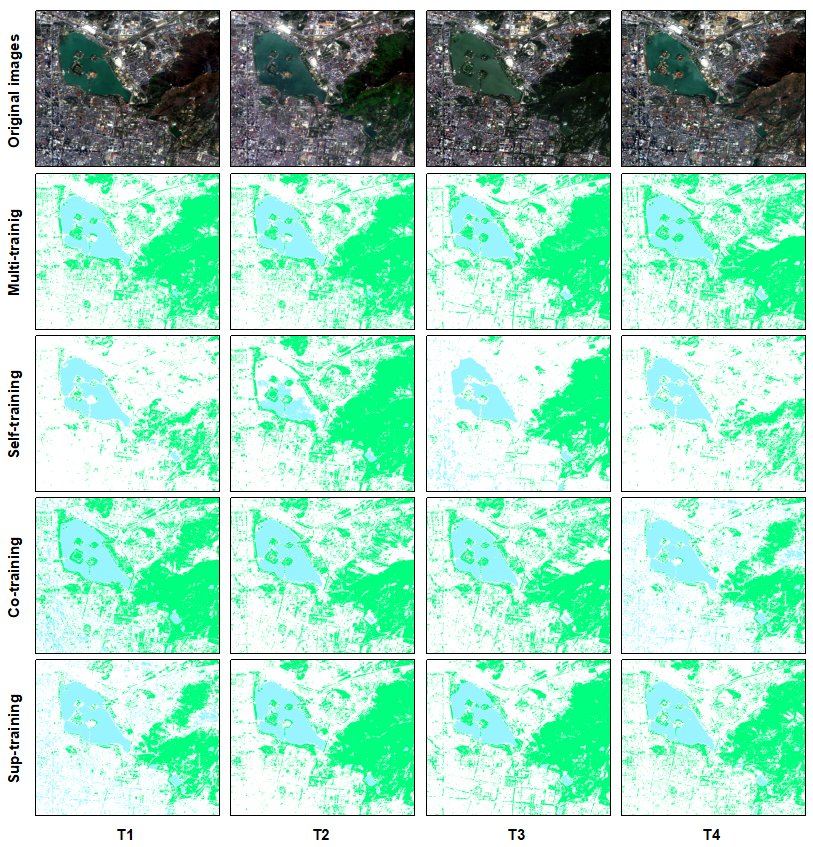 Original images
Multi-trainig
Self-training
Co-training
Sup-training
T1 T2 T3 T4